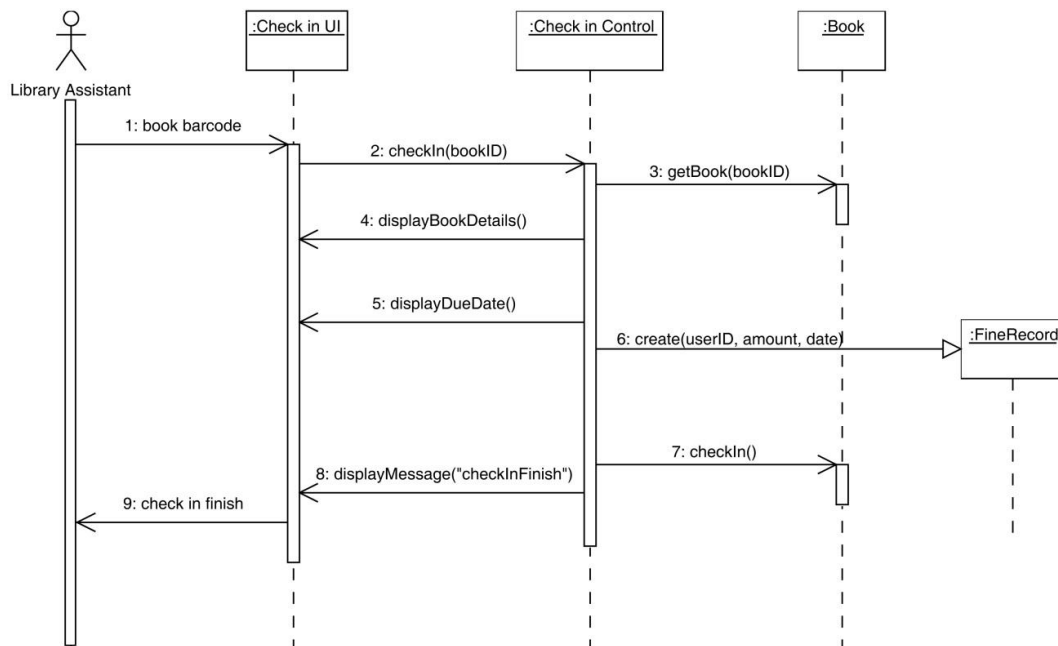 :Check in UI
:Check in Control
:Book
Library Assistant
1: book barcode
2: checkIn(bookID)
3: getBook(bookID)
4: displayBookDetails()
5: displayDueDate()
6: create(userID, amount, date)
:FineRecord
7: checkIn()
8: displayMessage("checkInFinish")
9: check in finish